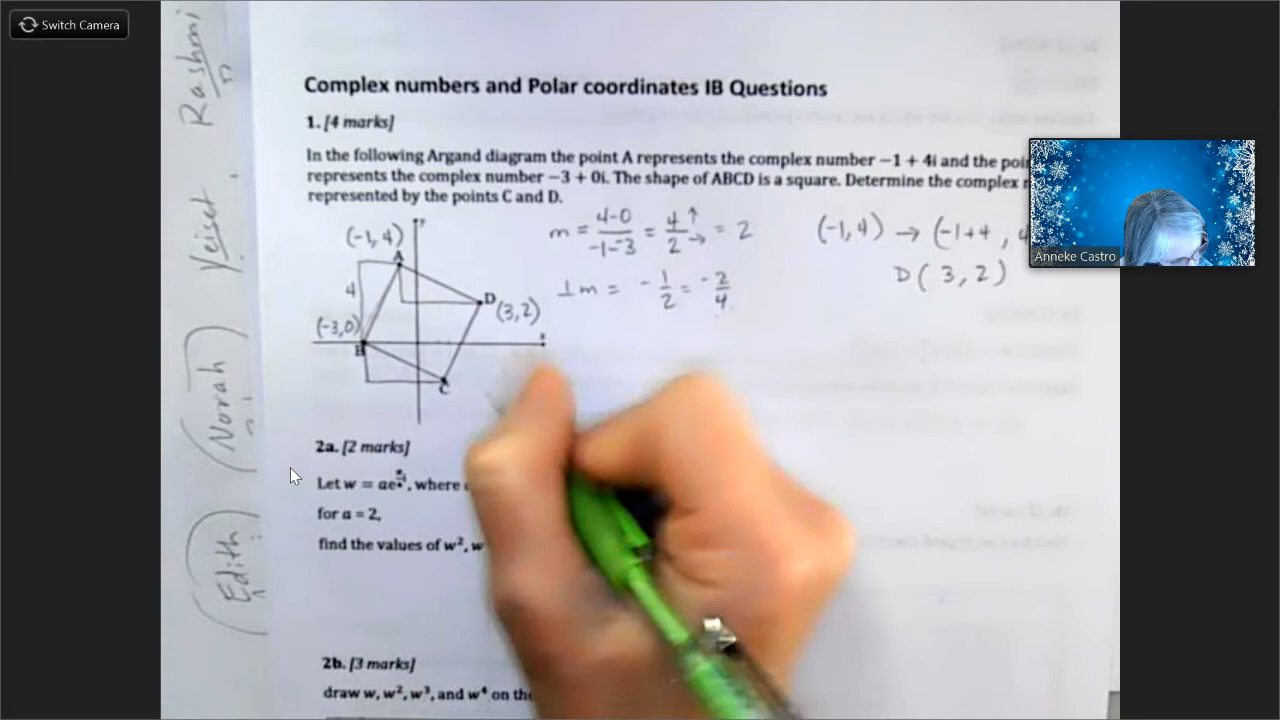 Switch Camera
Rashmi
Yeiset
(Norah)
(Edith)
Complex numbers and Polar coordinates IB Questions
1. [4 marks]
In the following Argand diagram the point A represents the complex number −1 + 4i and the
represents the complex number −3 + 0i. The shape of ABCD is a square. Determine the complex
represented by the points C and D.
(-1, 4)
A
4
(-3,0)
B
D
(3,2)
C
y
m = 4-0 / -1--3 = 4/2 = 2
⊥m = -1/2 = -2/4
(-1,4) → (-1+4 , 4
D (3, 2)
Anneke Castro
2a. [2 marks]
Let w = ae , where
for a = 2,
find the values of w², w
2b. [3 marks]
draw w, w², w³, and w⁴ on the